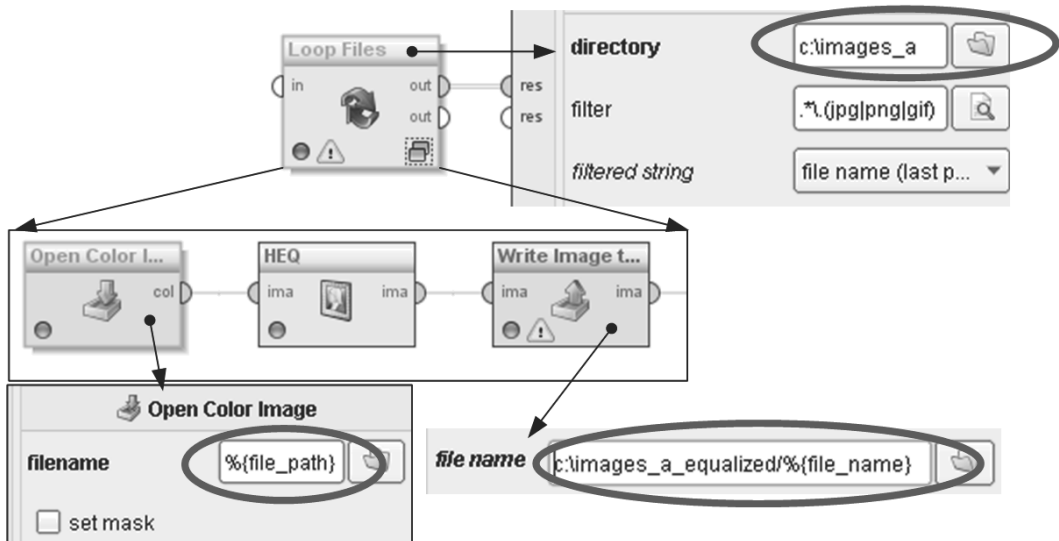 Loop Files
in
out
out
res
res
directory
c:\images_a
filter
.*\.(jpg|png|gif)
filtered string
file name (last p...
Open Color I...
col
HEQ
ima
ima
Write Image t...
ima
ima
Open Color Image
filename
%{file_path}
set mask
file name
c:\images_a_equalized/%{file_name}